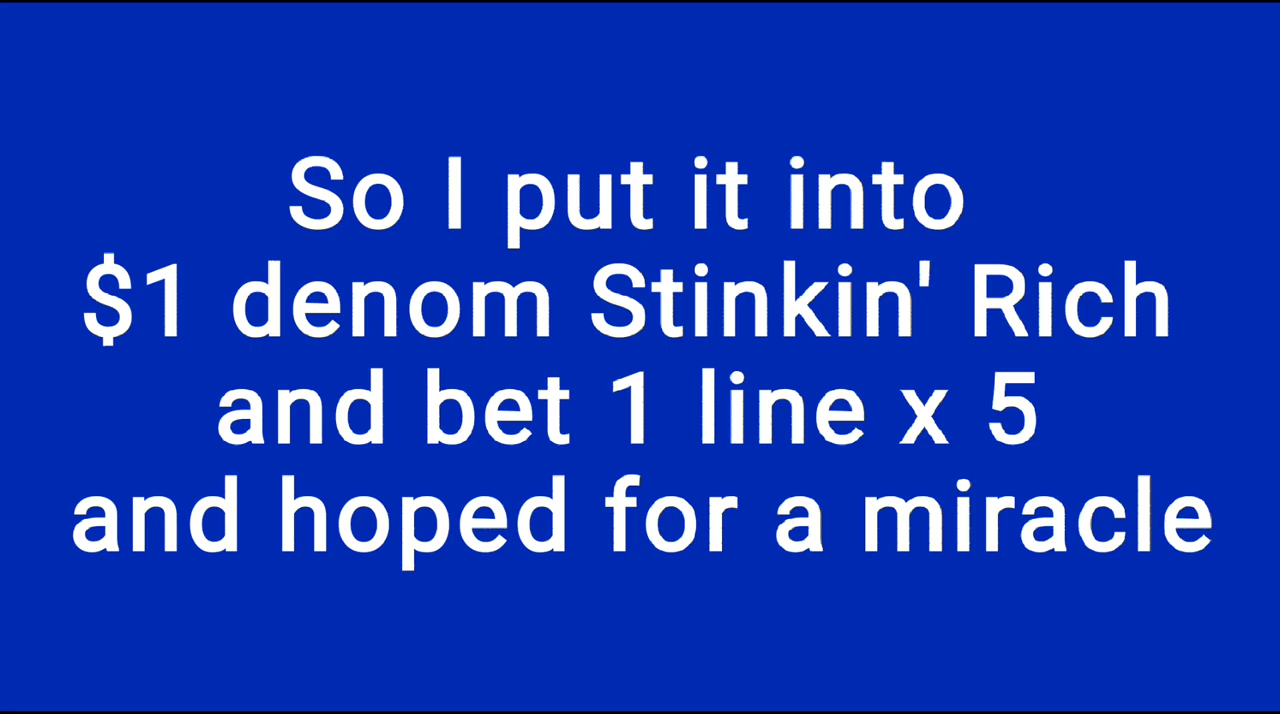 So I put it into
$1 denom Stinkin' Rich
and bet 1 line x 5
and hoped for a miracle